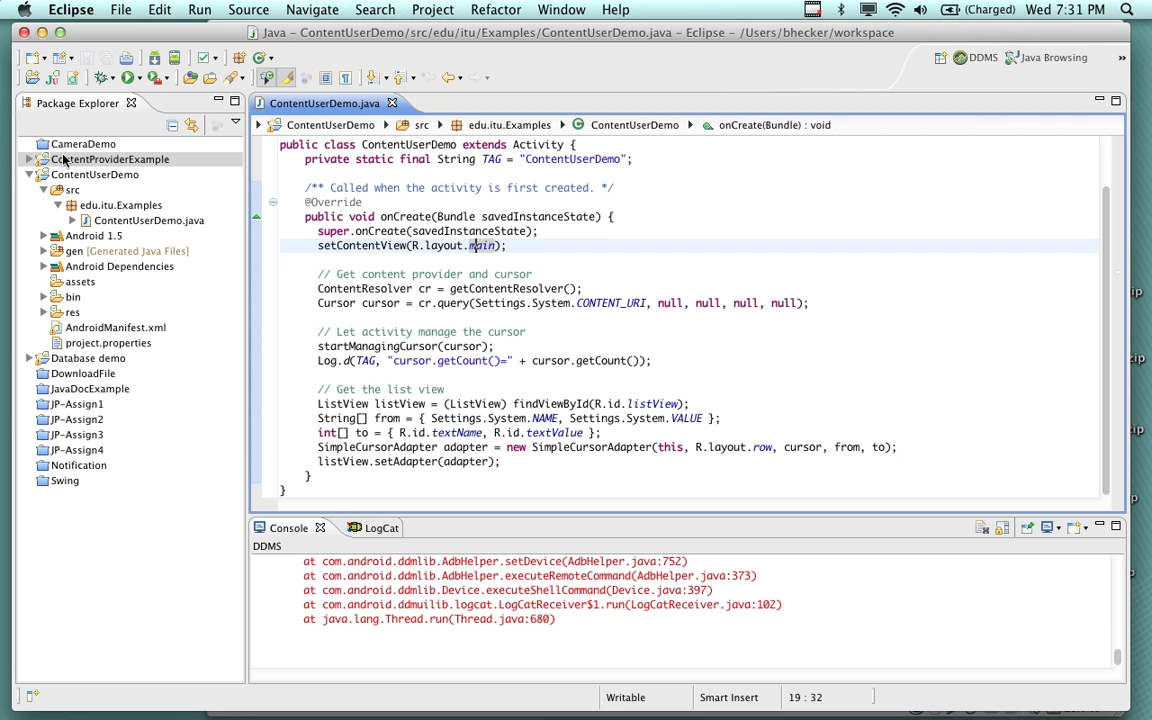 Eclipse File Edit Run Source Navigate Search Project Refactor Window Help (Charged) Wed 7:31 PM
Java – ContentUserDemo/src/edu/itu/Examples/ContentUserDemo.java – Eclipse – /Users/bhecker/workspace
DDMS Java Browsing »
Package Explorer
CameraDemo
ContentProviderExample
ContentUserDemo
src
edu.itu.Examples
ContentUserDemo.java
Android 1.5
gen [Generated Java Files]
Android Dependencies
assets
bin
res
AndroidManifest.xml
project.properties
Database demo
DownloadFile
JavaDocExample
JP-Assign1
JP-Assign2
JP-Assign3
JP-Assign4
Notification
Swing
ContentUserDemo.java
ContentUserDemo src edu.itu.Examples ContentUserDemo onCreate(Bundle) : void
public class ContentUserDemo extends Activity {
private static final String TAG = "ContentUserDemo";
/** Called when the activity is first created. */
@Override
public void onCreate(Bundle savedInstanceState) {
super.onCreate(savedInstanceState);
setContentView(R.layout.main);
// Get content provider and cursor
ContentResolver cr = getContentResolver();
Cursor cursor = cr.query(Settings.System.CONTENT_URI, null, null, null, null);
// Let activity manage the cursor
startManagingCursor(cursor);
Log.d(TAG, "cursor.getCount()=" + cursor.getCount());
// Get the list view
ListView listView = (ListView) findViewById(R.id.listView);
String[] from = { Settings.System.NAME, Settings.System.VALUE };
int[] to = { R.id.textName, R.id.textValue };
SimpleCursorAdapter adapter = new SimpleCursorAdapter(this, R.layout.row, cursor, from, to);
listView.setAdapter(adapter);
}
}
Console LogCat
DDMS
at com.android.ddmlib.AdbHelper.setDevice(AdbHelper.java:752)
at com.android.ddmlib.AdbHelper.executeRemoteCommand(AdbHelper.java:373)
at com.android.ddmlib.Device.executeShellCommand(Device.java:397)
at com.android.ddmuilib.logcat.LogCatReceiver$1.run(LogCatReceiver.java:102)
at java.lang.Thread.run(Thread.java:680)
Writable Smart Insert 19 : 32
ip
zip
zip
ip